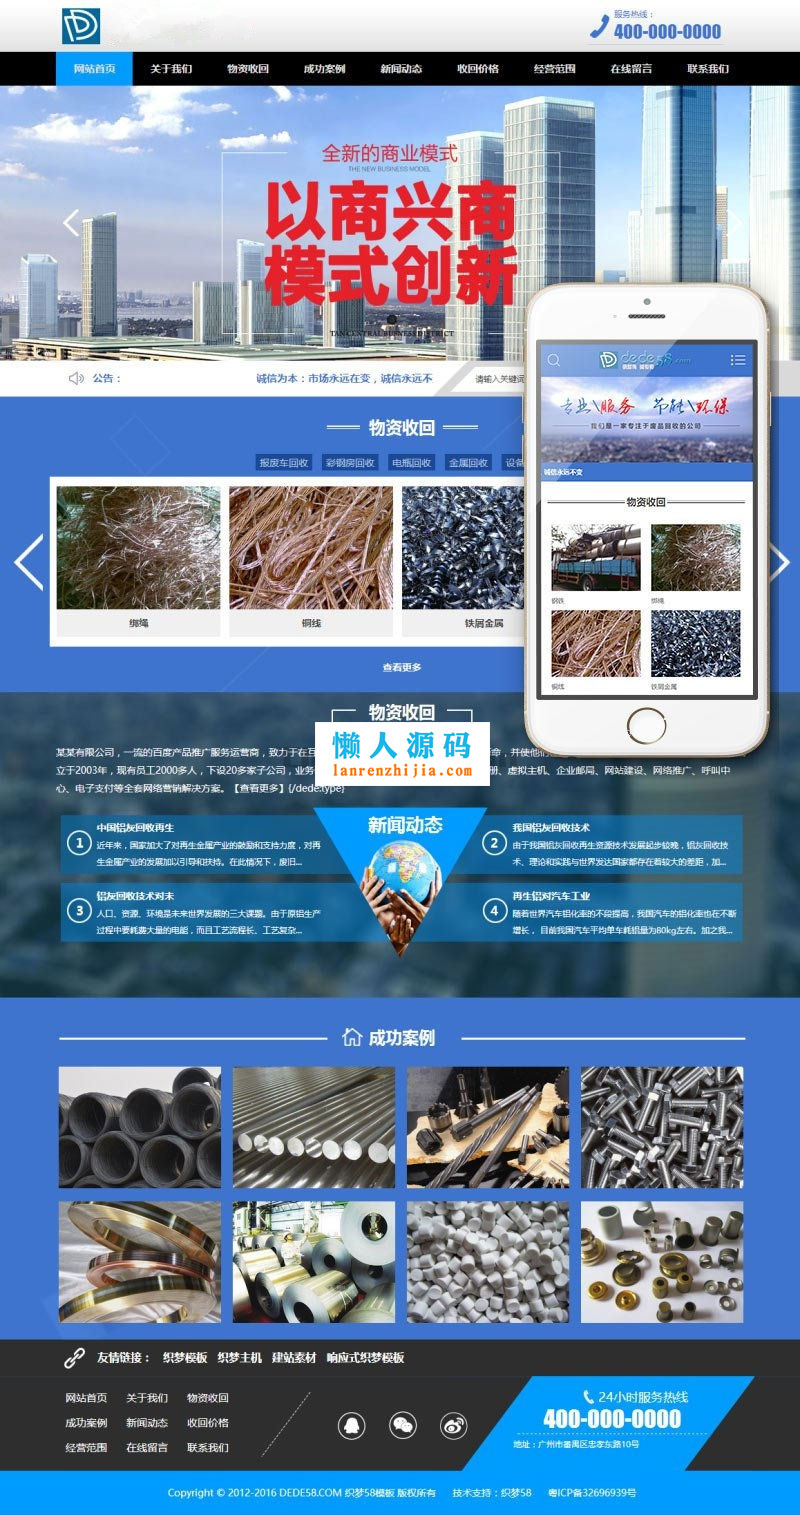 服务热线：
400-000-0000
网站首页 关于我们 物资收回 成功案例 新闻动态 收回价格 经营范围 在线留言 联系我们
全新的商业模式
THE NEW BUSINESS MODEL
以商兴商
模式创新
TAN CENTRAL BUSINESS DISTRICT
公告：
诚信为本：市场永远在变，诚信永远不
请输入关键词
物资收回
报废车回收 彩钢房回收 电瓶回收 金属回收 设备
绑绳 铜线 铁屑金属
查看更多
dede58.com
专业\服务 节能\环保
我们是一家专注于废品回收的公司
诚信永远不变
物资收回
钢铁 绑绳
铜线 铁屑金属
物资收回
懒人源码
lanrenzhijia.com
某某有限公司，一流的百度产品推广服务运营商，致力于在互
命，并使他们
立于2003年，现有员工2000多人，下设20多家子公司，业务
册、虚拟主机、企业邮局、网站建设、网络推广、呼叫中
心、电子支付等全套网络营销解决方案。【查看更多】{/dede:type}
新闻动态
1 中国铝灰回收再生
近年来，国家加大了对再生金属产业的鼓励和支持力度，对再
生金属产业的发展加以引导和扶持。在此情况下，废旧...
2 我国铝灰回收技术
由于我国铝灰回收再生资源技术发展起步较晚，铝灰回收技
术、理论和实践与世界发达国家都存在着较大的差距，加...
3 铝灰回收技术对未
人口、资源、环境是未来世界发展的三大课题。由于原铝生产
过程中要耗费大量的电能，而且工艺流程长、工艺复杂...
4 再生铝对汽车工业
随着世界汽车铝化率的不段提高，我国汽车的铝化率也在不断
增长， 目前我国汽车平均单车耗铝量为80kg左右。加之我...
成功案例
友情链接： 织梦模板 织梦主机 建站素材 响应式织梦模板
网站首页 关于我们 物资收回
成功案例 新闻动态 收回价格
经营范围 在线留言 联系我们
24小时服务热线
400-000-0000
地址：广州市番禺区忠孝东路10号
Copyright © 2012-2016 DEDE58.COM 织梦58模板 版权所有 技术支持：织梦58 粤ICP备32696939号